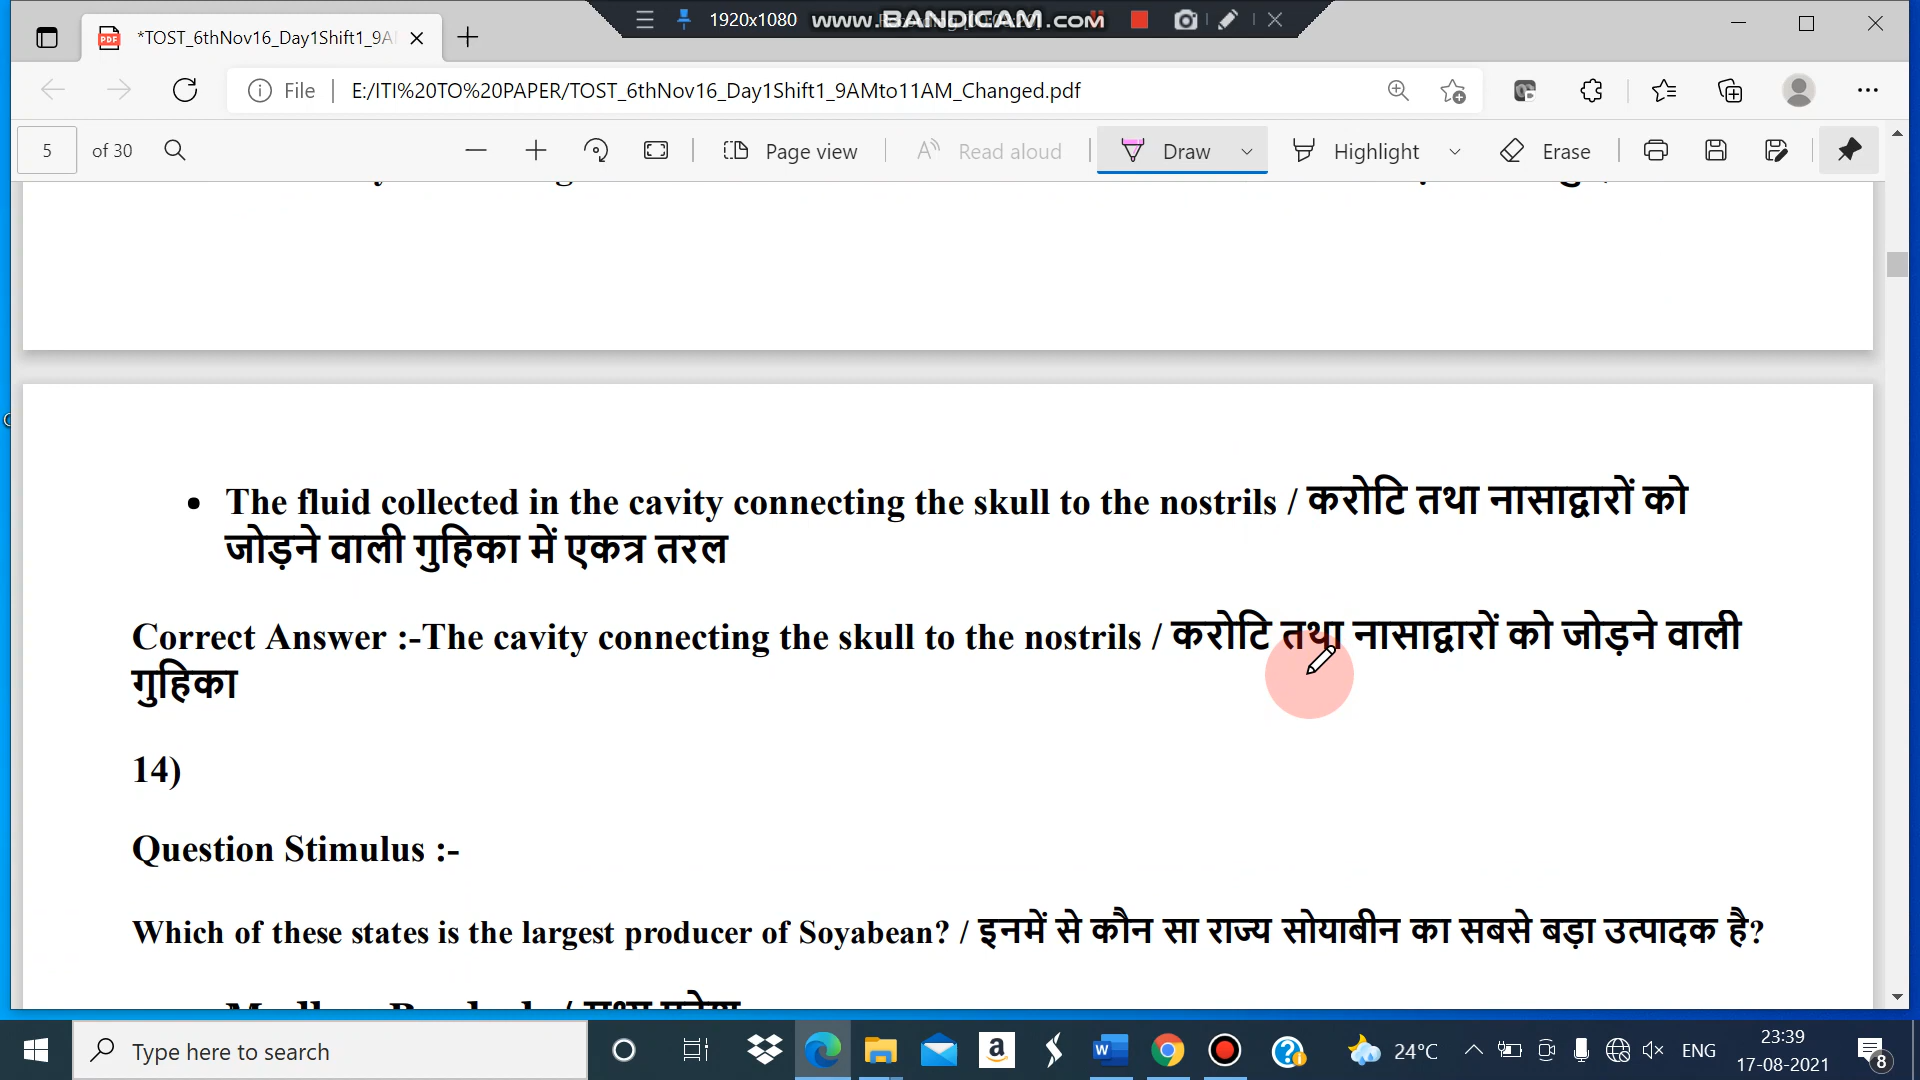 1920x1080 www.BANDICAM.com
*TOST_6thNov16_Day1Shift1_9A
File E:/ITI%20TO%20PAPER/TOST_6thNov16_Day1Shift1_9AMto11AM_Changed.pdf
5 of 30 Page view Read aloud Draw Highlight Erase
• The fluid collected in the cavity connecting the skull to the nostrils / करोटि तथा नासाद्वारों को
जोड़ने वाली गुहिका में एकत्र तरल
Correct Answer :-The cavity connecting the skull to the nostrils / करोटि तथा नासाद्वारों को जोड़ने वाली
गुहिका
14)
Question Stimulus :-
Which of these states is the largest producer of Soyabean? / इनमें से कौन सा राज्य सोयाबीन का सबसे बड़ा उत्पादक है?
Type here to search
24°C ENG 23:39
17-08-2021 8